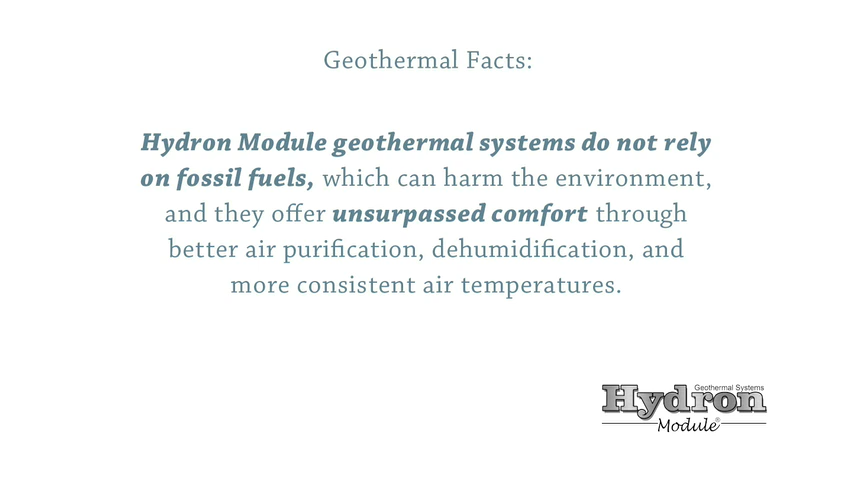 Geothermal Facts:
Hydron Module geothermal systems do not rely
on fossil fuels, which can harm the environment,
and they offer unsurpassed comfort through
better air purification, dehumidification, and
more consistent air temperatures.
Geothermal Systems
Hydron
Module®